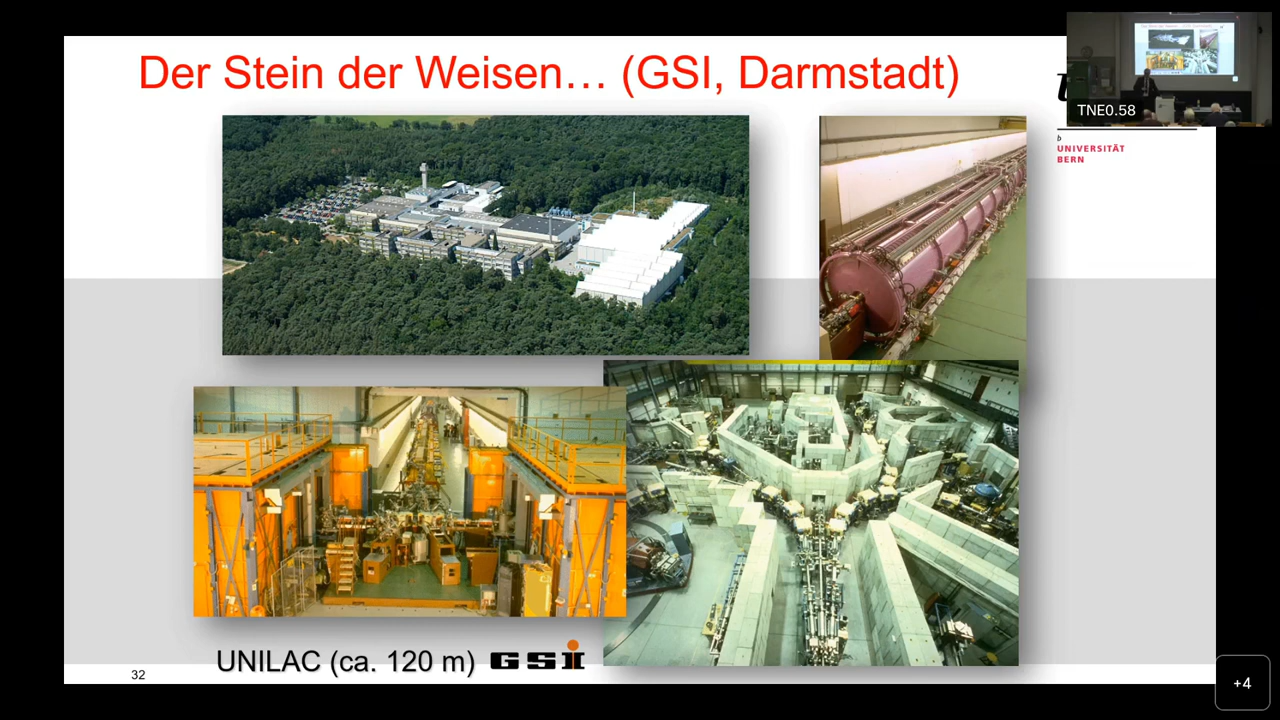 Der Stein der Weisen… (GSI, Darmstadt)
TNE0.58
b
UNIVERSITÄT
BERN
UNILAC (ca. 120 m) GSI
32
+4